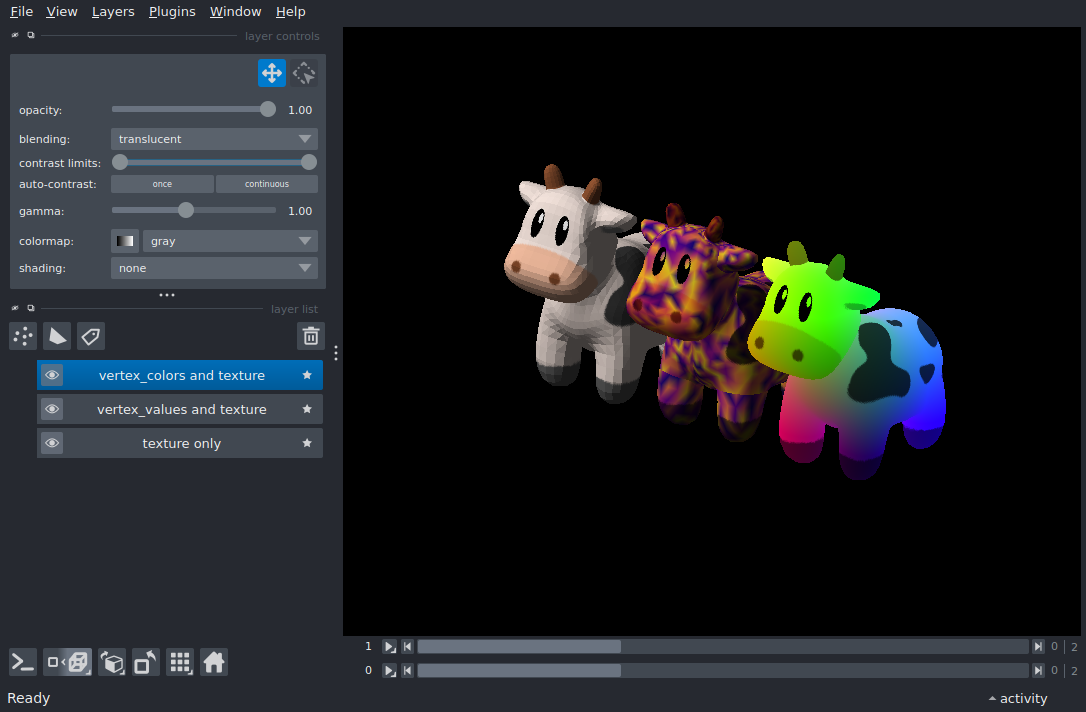 File View Layers Plugins Window Help
layer controls
opacity: 1.00
blending: translucent
contrast limits:
auto-contrast: once continuous
gamma: 1.00
colormap: gray
shading: none
layer list
vertex_colors and texture
vertex_values and texture
texture only
1 0 2
0 0 2
Ready activity